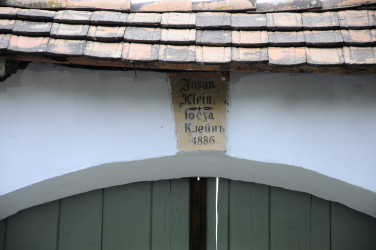 Josua
Klein.
Іосуа
Клейнъ
1886